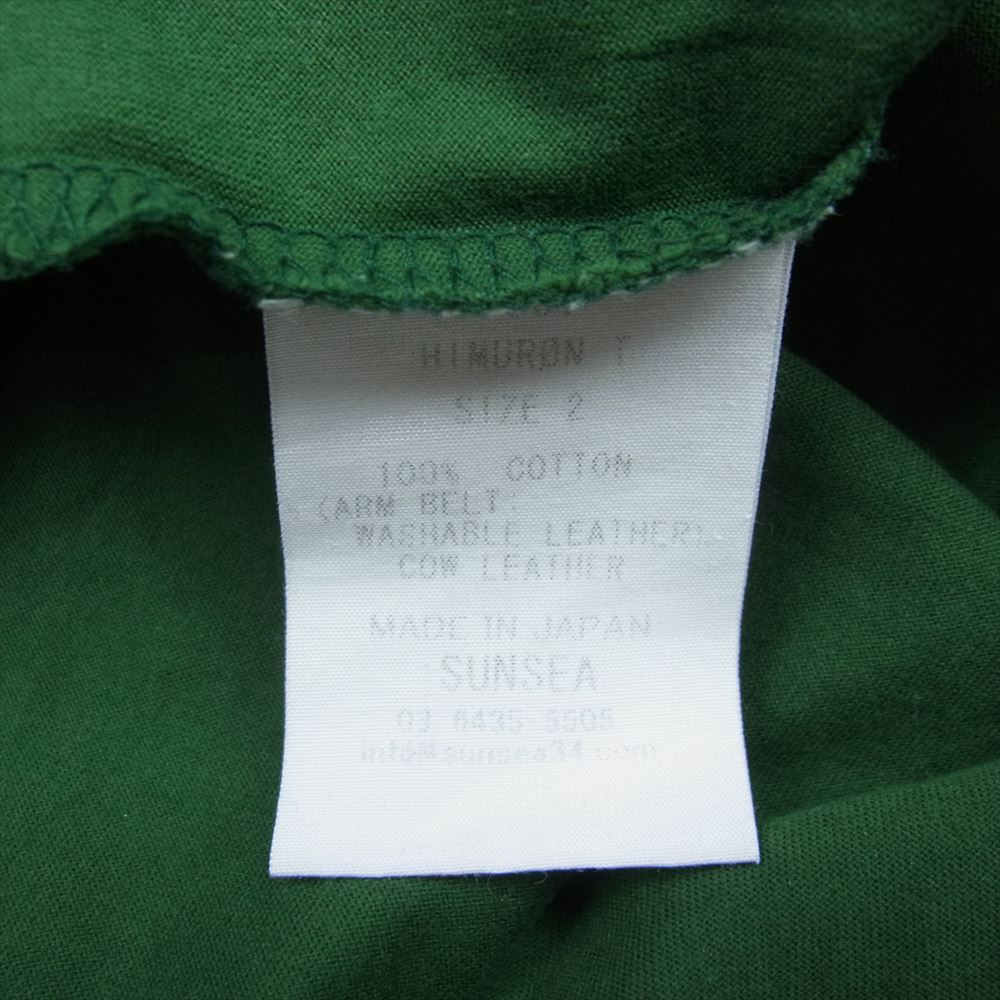 HIMURØN T
SIZE 2
100% COTTON
(ARM BELT:
WASHABLE LEATHER)
COW LEATHER
MADE IN JAPAN
SUNSEA
03 6435 5505
info@sunsea34.com